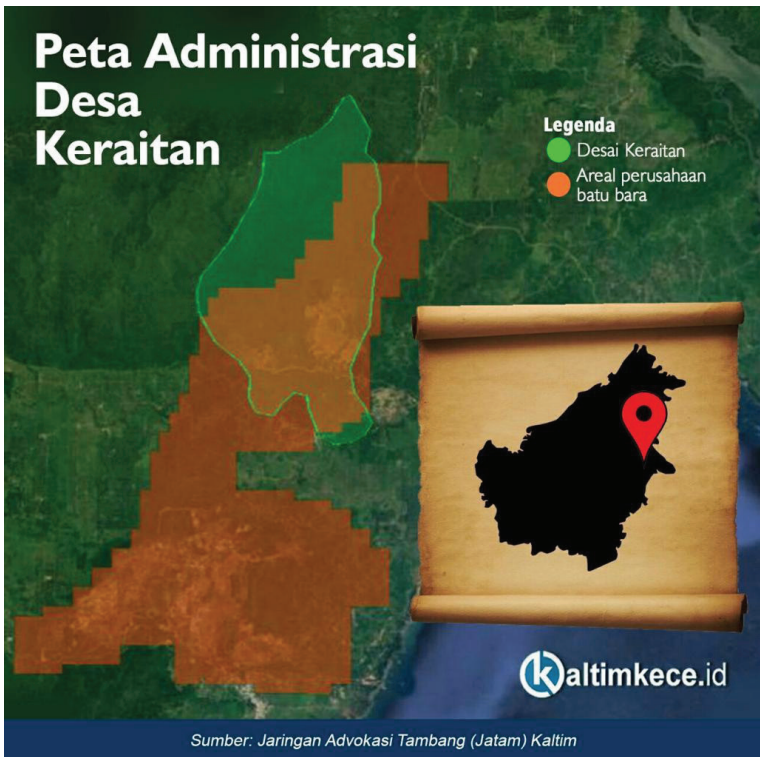 Peta Administrasi
Desa
Keraitan
Legenda
Desai Keraitan
Areal perusahaan
batu bara
kaltimkece.id
Sumber: Jaringan Advokasi Tambang (Jatam) Kaltim